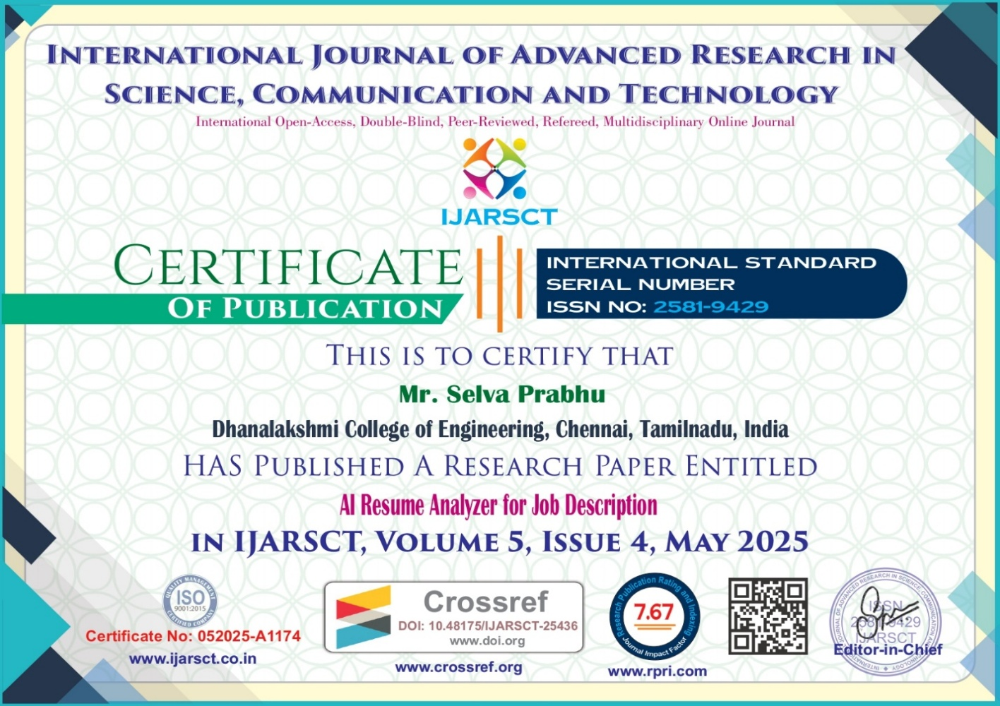 INTERNATIONAL JOURNAL OF ADVANCED RESEARCH IN
SCIENCE, COMMUNICATION AND TECHNOLOGY
International Open-Access, Double-Blind, Peer-Reviewed, Refereed, Multidisciplinary Online Journal
IJARSCT
CERTIFICATE
OF PUBLICATION
INTERNATIONAL STANDARD
SERIAL NUMBER
ISSN NO: 2581-9429
THIS IS TO CERTIFY THAT
Mr. Selva Prabhu
Dhanalakshmi College of Engineering, Chennai, Tamilnadu, India
HAS PUBLISHED A RESEARCH PAPER ENTITLED
AI Resume Analyzer for Job Description
IN IJARSCT, VOLUME 5, ISSUE 4, MAY 2025
QUALITY MANAGEMENT
ISO
9001:2015
CERTIFIED COMPANY
Certificate No: 052025-A1174
www.ijarsct.co.in
Crossref
DOI: 10.48175/IJARSCT-25436
www.doi.org
www.crossref.org
Research Publication Rating and Indexing
7.67
Journal Impact Factor
www.rpri.com
INTERNATIONAL JOURNAL OF ADVANCED RESEARCH IN SCIENCE COMMUNICATION AND TECHNOLOGY
ISSN
2581-9429
IJARSCT
Editor-in-Chief